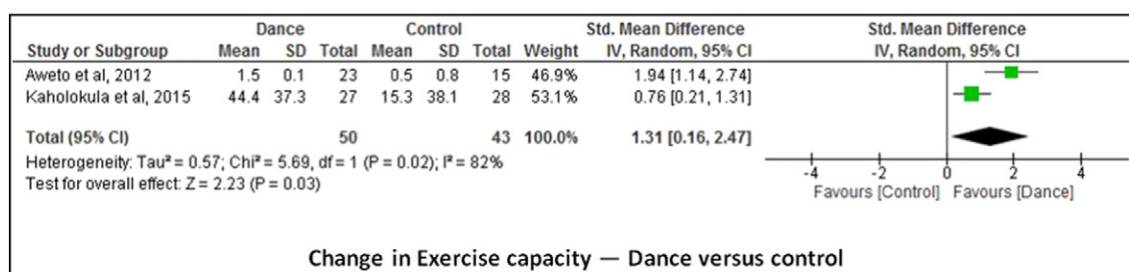 Dance Control Std. Mean Difference Std. Mean Difference
Study or Subgroup Mean SD Total Mean SD Total Weight IV, Random, 95% CI IV, Random, 95% CI
Aweto et al, 2012 1.5 0.1 23 0.5 0.8 15 46.9% 1.94 [1.14, 2.74]
Kaholokula et al, 2015 44.4 37.3 27 15.3 38.1 28 53.1% 0.76 [0.21, 1.31]
Total (95% CI) 50 43 100.0% 1.31 [0.16, 2.47]
Heterogeneity: Tau² = 0.57; Chi² = 5.69, df = 1 (P = 0.02); I² = 82%
Test for overall effect: Z = 2.23 (P = 0.03)
-4 -2 0 2 4
Favours [Control] Favours [Dance]
Change in Exercise capacity — Dance versus control